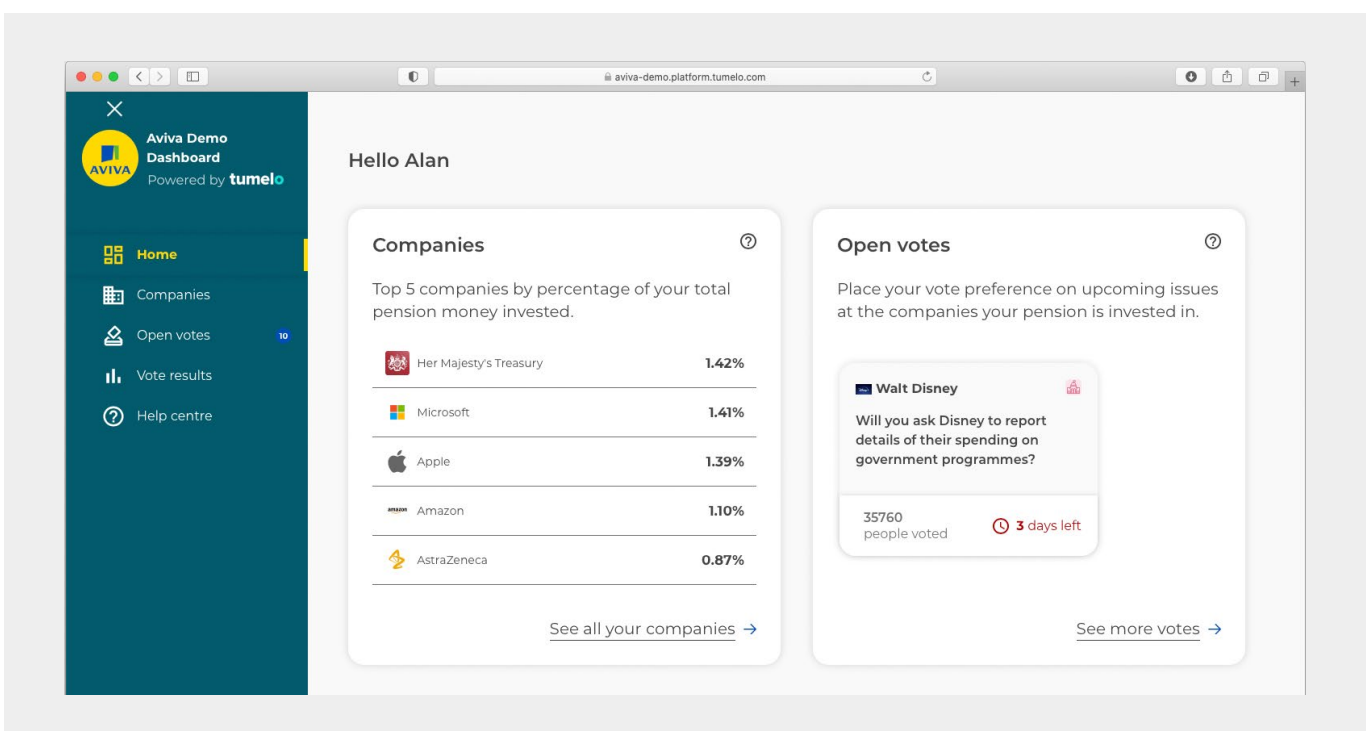 aviva-demo.platform.tumelo.com
AVIVA
Aviva Demo
Dashboard
Powered by tumelo
Home
Companies
Open votes 10
Vote results
Help centre
Hello Alan
Companies
Top 5 companies by percentage of your total
pension money invested.
Her Majesty's Treasury 1.42%
Microsoft 1.41%
Apple 1.39%
amazon Amazon 1.10%
AstraZeneca 0.87%
See all your companies →
Open votes
Place your vote preference on upcoming issues
at the companies your pension is invested in.
Walt Disney
Will you ask Disney to report
details of their spending on
government programmes?
35760
people voted
3 days left
See more votes →